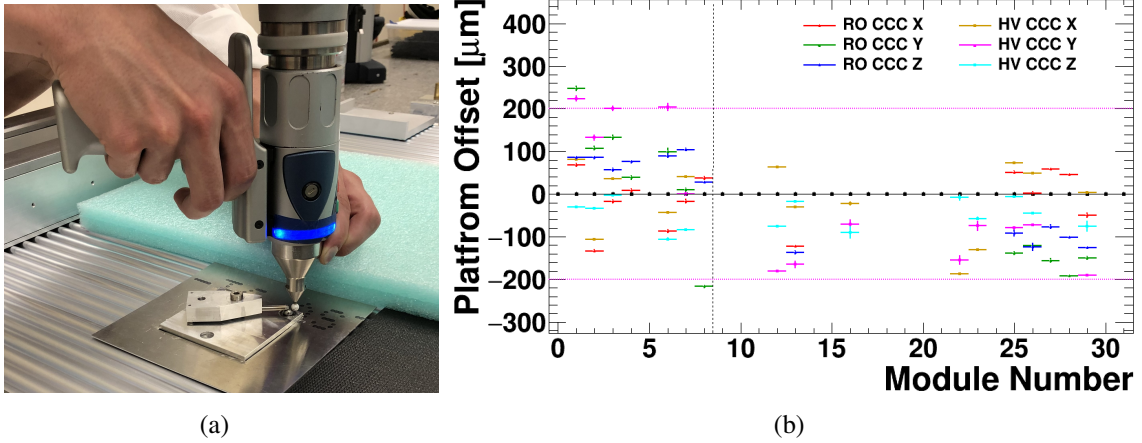 Platfrom Offset [μm]
400
300
200
100
0
−100
−200
−300
RO CCC X
RO CCC Y
RO CCC Z
HV CCC X
HV CCC Y
HV CCC Z
0 5 10 15 20 25 30
Module Number
(a) (b)